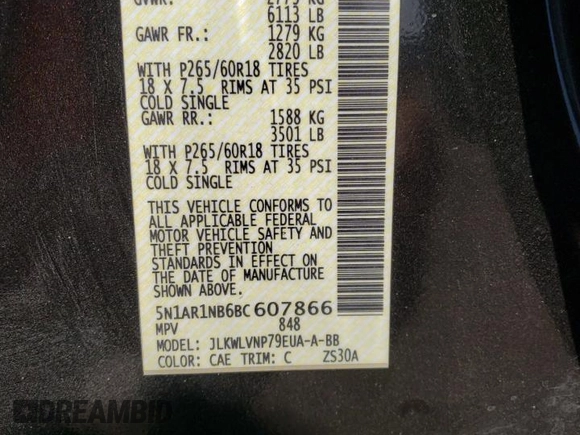 GVWR: 2773 KG
6113 LB
GAWR FR.: 1279 KG
2820 LB
WITH P265/60R18 TIRES
18 X 7.5 RIMS AT 35 PSI
COLD SINGLE
GAWR RR.: 1588 KG
3501 LB
WITH P265/60R18 TIRES
18 X 7.5 RIMS AT 35 PSI
COLD SINGLE
THIS VEHICLE CONFORMS TO
ALL APPLICABLE FEDERAL
MOTOR VEHICLE SAFETY AND
THEFT PREVENTION
STANDARDS IN EFFECT ON
THE DATE OF MANUFACTURE
SHOWN ABOVE.
5N1AR1NB6BC607866
MPV 848
MODEL: JLKWLVNP79EUA-A-BB
COLOR: CAE TRIM: C ZS30A
DREAMBID